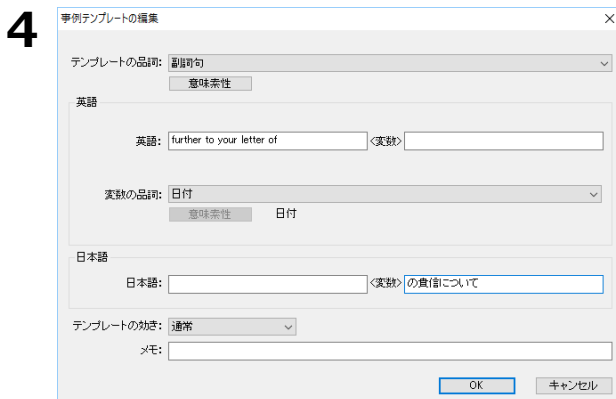 4
事例テンプレートの編集
テンプレートの品詞: 副詞句
意味素性
英語
英語: further to your letter of <変数>
変数の品詞: 日付
意味素性 日付
日本語
日本語: <変数> の貴信について
テンプレートの効き: 通常
メモ:
OK キャンセル